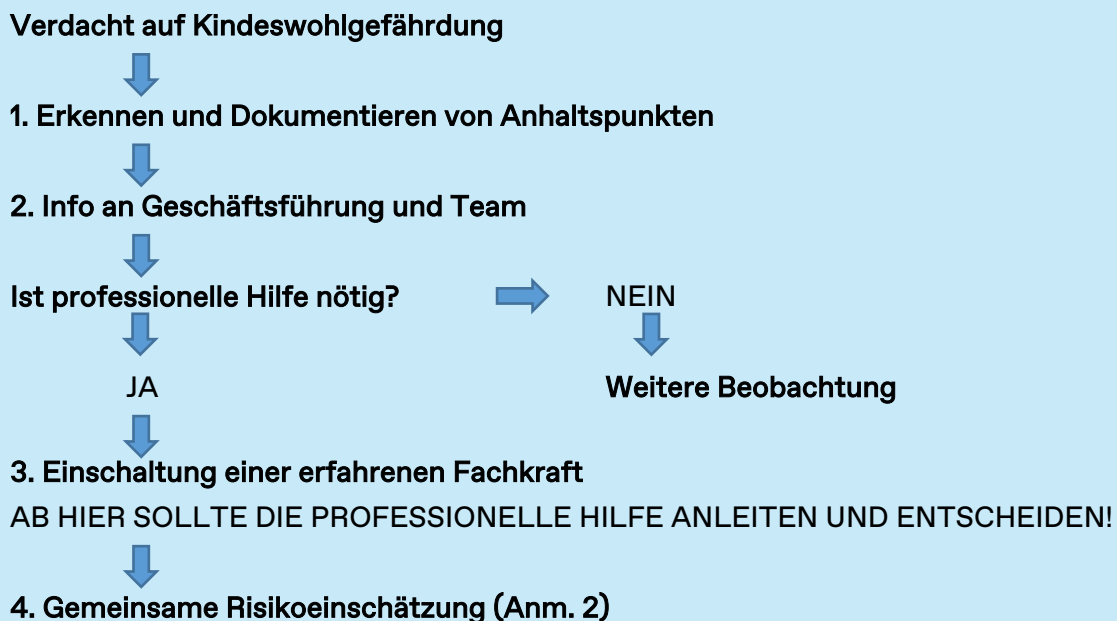 Verdacht auf Kindeswohlgefährdung
1. Erkennen und Dokumentieren von Anhaltspunkten
2. Info an Geschäftsführung und Team
Ist professionelle Hilfe nötig? NEIN
JA Weitere Beobachtung
3. Einschaltung einer erfahrenen Fachkraft
AB HIER SOLLTE DIE PROFESSIONELLE HILFE ANLEITEN UND ENTSCHEIDEN!
4. Gemeinsame Risikoeinschätzung (Anm. 2)